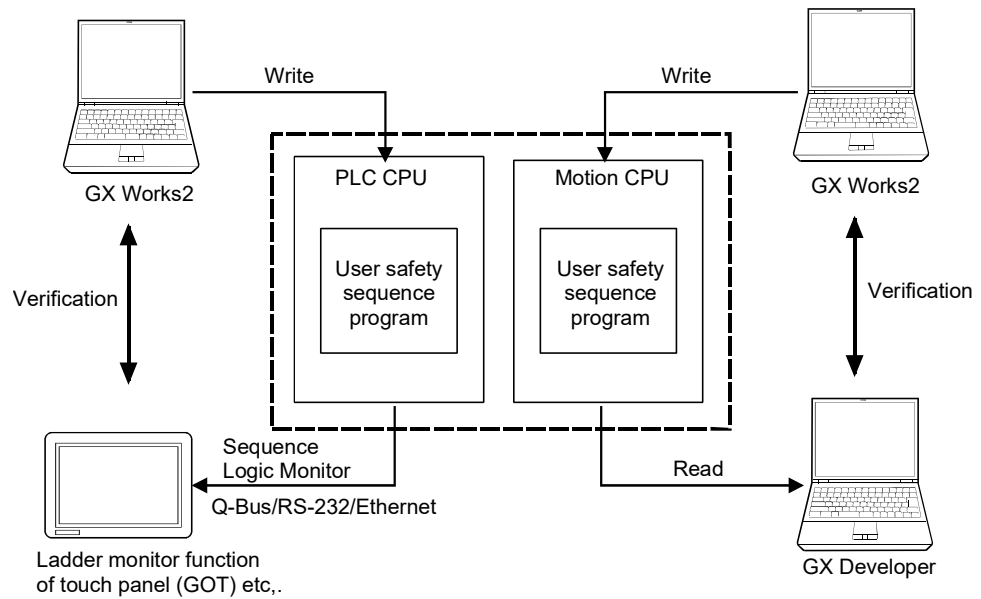 Write
Write
GX Works2
GX Works2
PLC CPU
Motion CPU
User safety
sequence
program
User safety
sequence
program
Verification
Verification
Sequence
Logic Monitor
Q-Bus/RS-232/Ethernet
Read
Ladder monitor function
of touch panel (GOT) etc,.
GX Developer